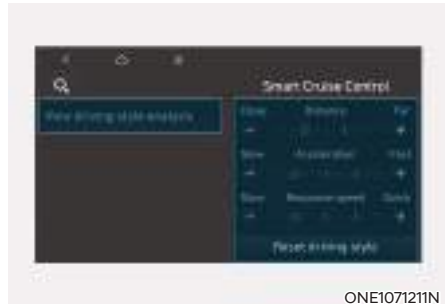 Smart Cruise Control
View driving style analysis
Close Distance Far
- +
Slow Acceleration Fast
- +
Slow Response speed Quick
- +
Reset driving style
ONE1071211N